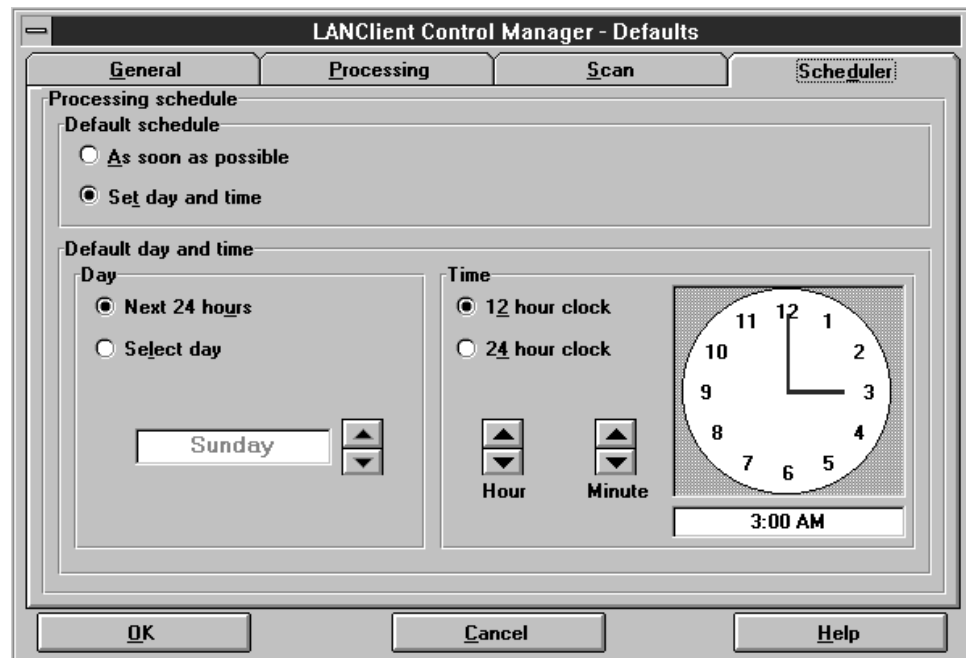 LANClient Control Manager - Defaults
General Processing Scan Scheduler
Processing schedule
Default schedule
As soon as possible
Set day and time
Default day and time
Day
Next 24 hours
Select day
Sunday
Time
12 hour clock
24 hour clock
Hour Minute
12
11 1
10 2
9 3
8 4
7 5
6
3:00 AM
OK Cancel Help